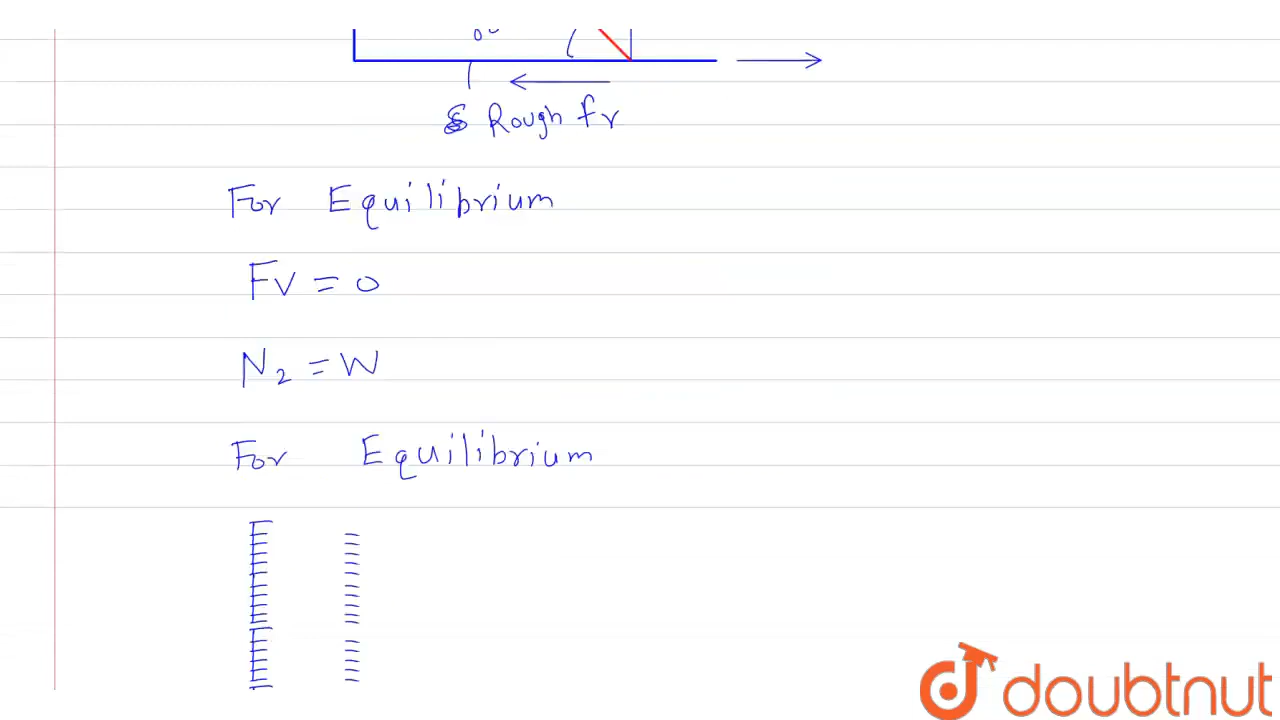 Rough fr
For Equilibrium
FV = 0
N2 = W
For Equilibrium
doubtnut